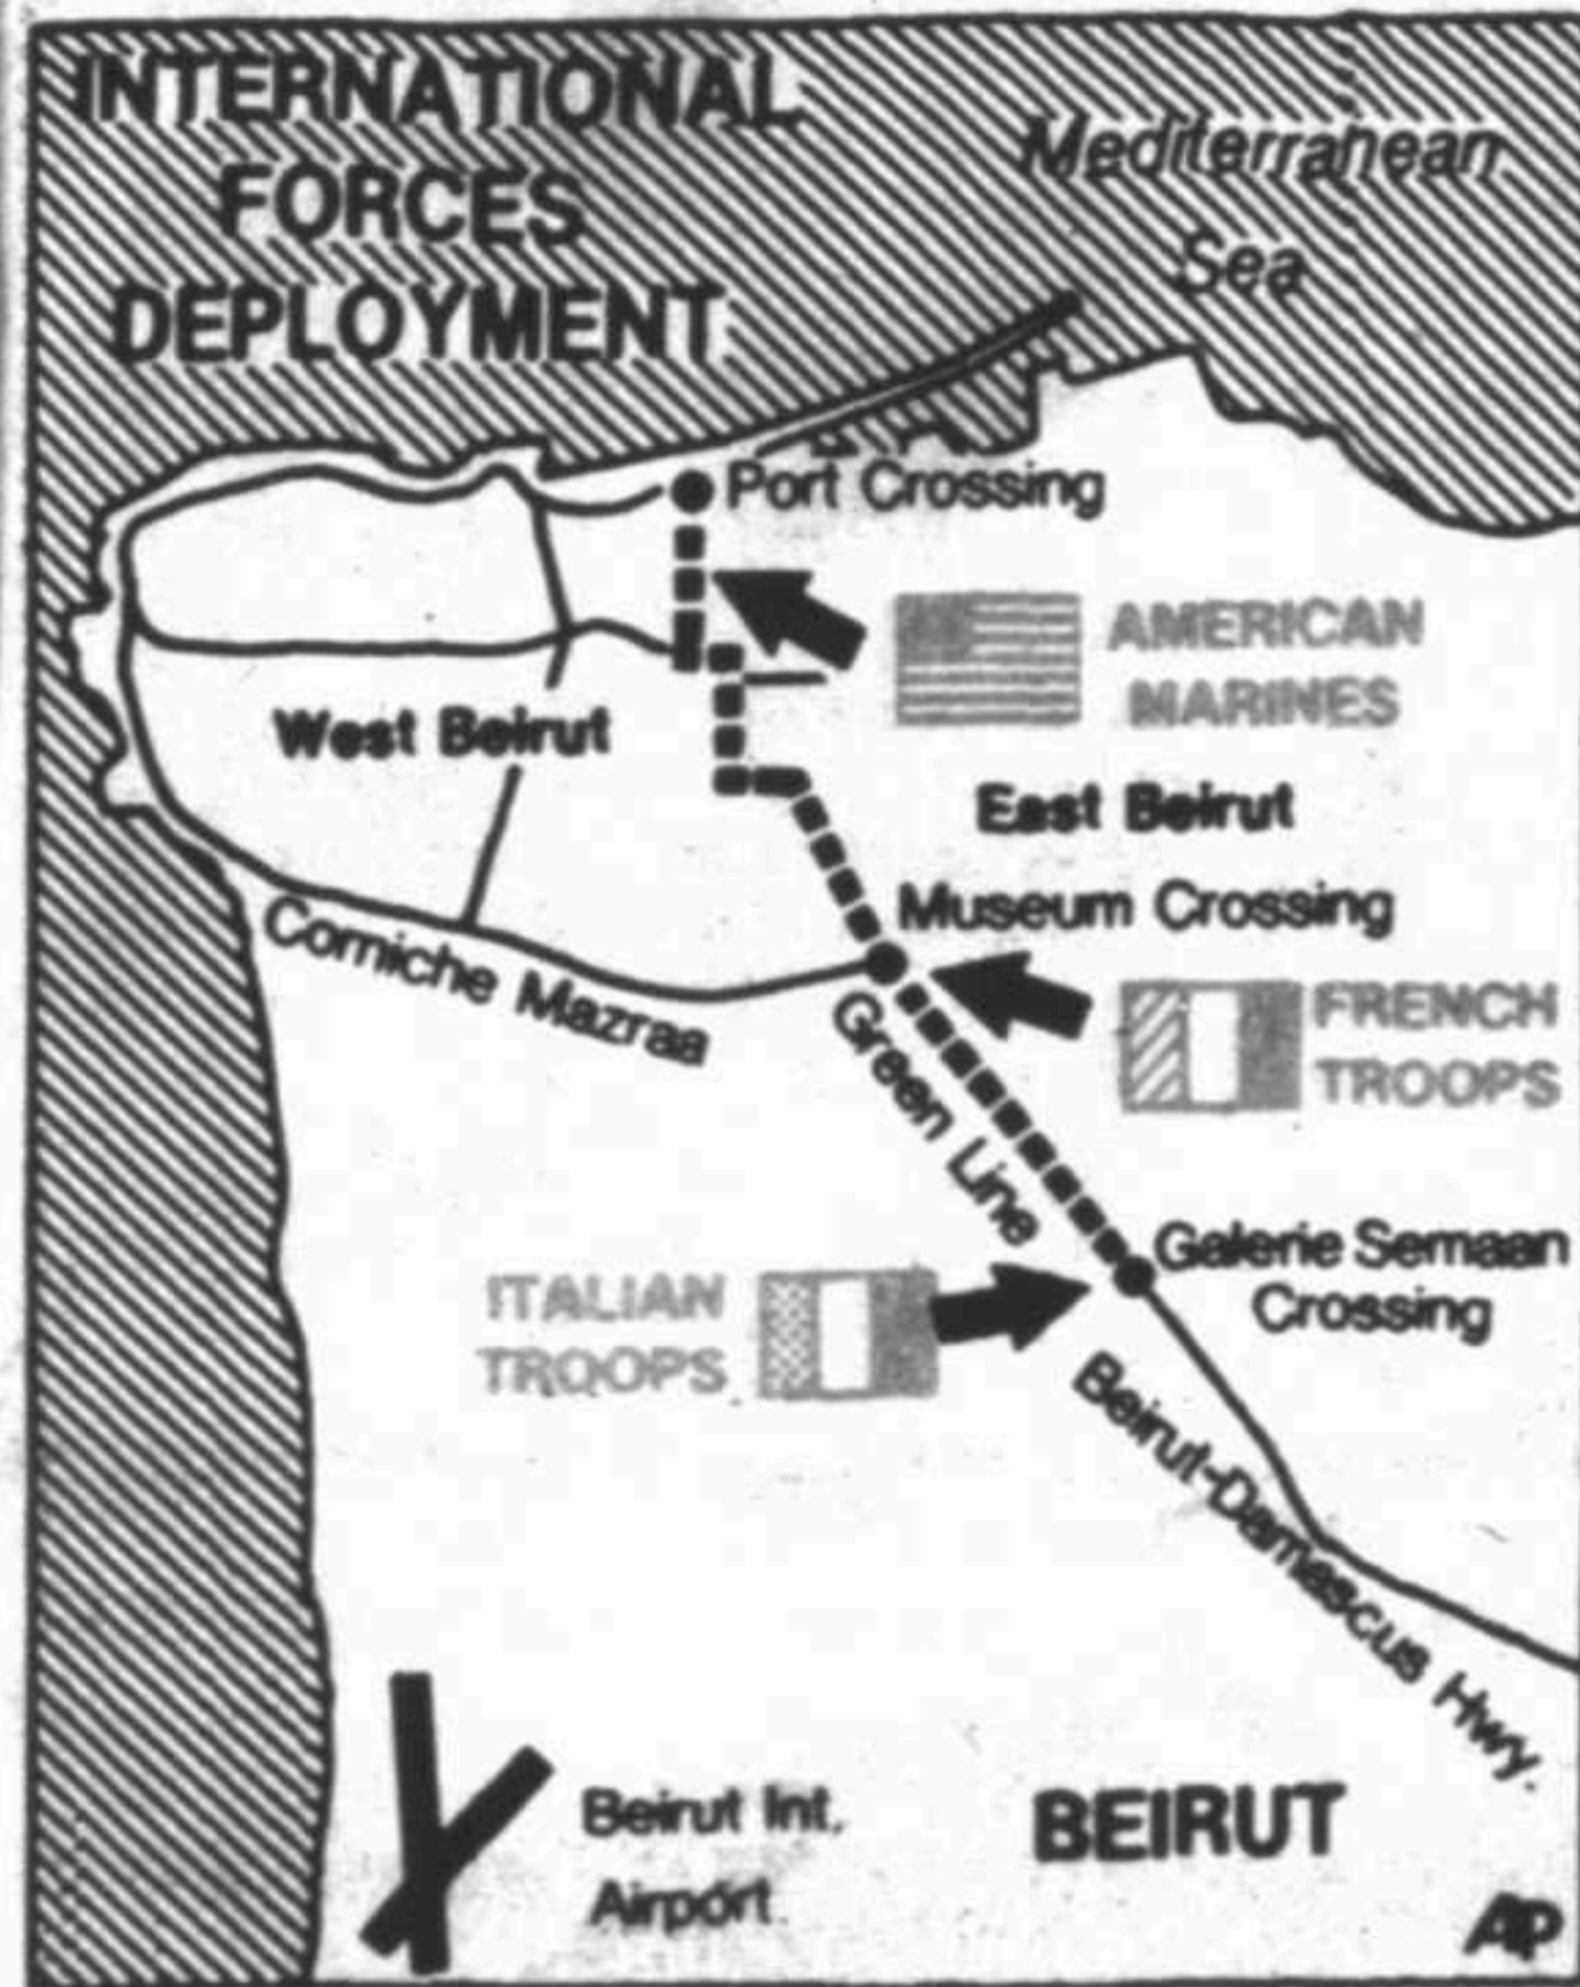 INTERNATIONAL
FORCES
DEPLOYMENT
Mediterranean
Sea
Port Crossing
AMERICAN
MARINES
West Beirut
East Beirut
Museum Crossing
Corniche Mazraa
Green Line
FRENCH
TROOPS
Galerie Semaan
Crossing
ITALIAN
TROOPS
Beirut-Damascus Hwy.
Beirut Int.
Airport
BEIRUT
AP